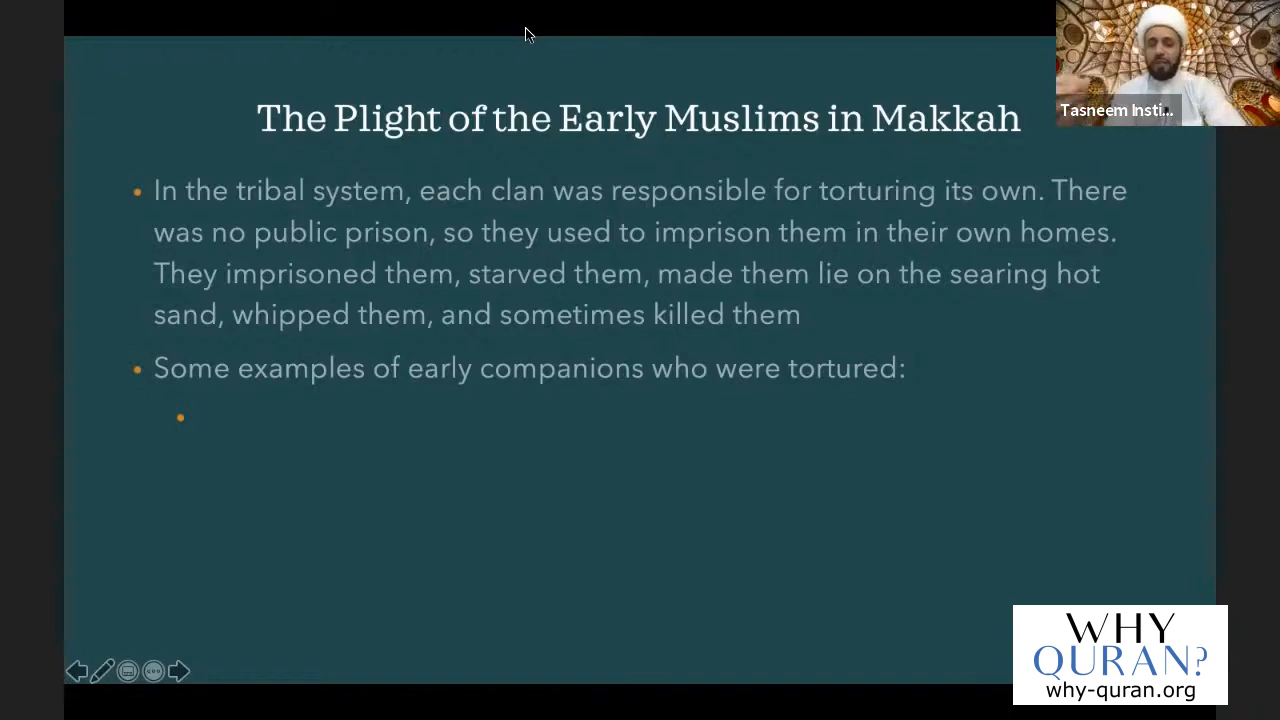 The Plight of the Early Muslims in Makkah
Tasneem Insti...
• In the tribal system, each clan was responsible for torturing its own. There
was no public prison, so they used to imprison them in their own homes.
They imprisoned them, starved them, made them lie on the searing hot
sand, whipped them, and sometimes killed them
• Some examples of early companions who were tortured:
•
WHY
QURAN?
why-quran.org